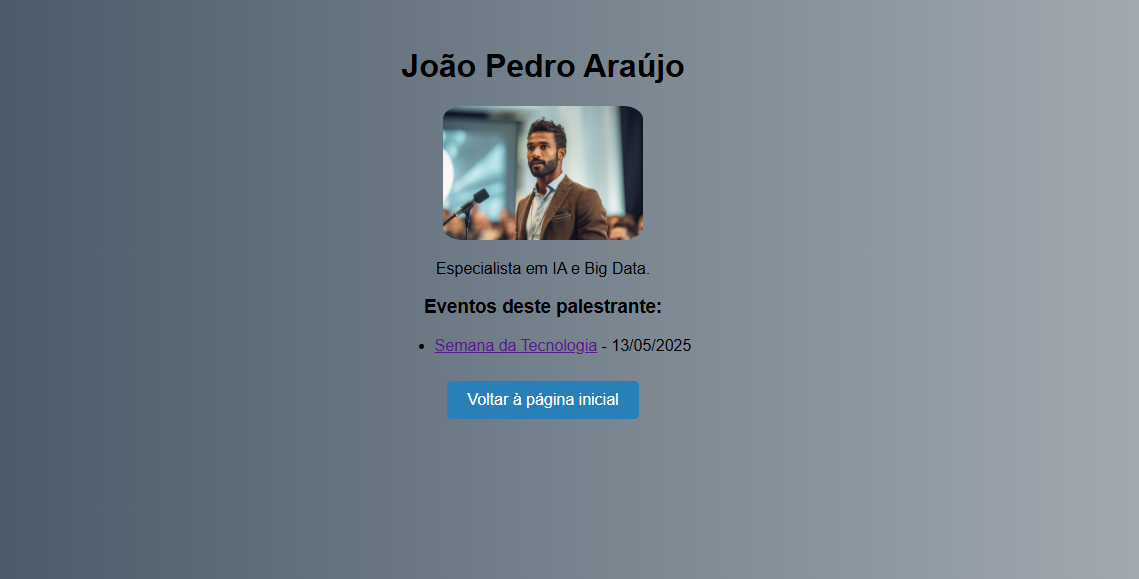 João Pedro Araújo
Especialista em IA e Big Data.
Eventos deste palestrante:
• Semana da Tecnologia - 13/05/2025
Voltar à página inicial